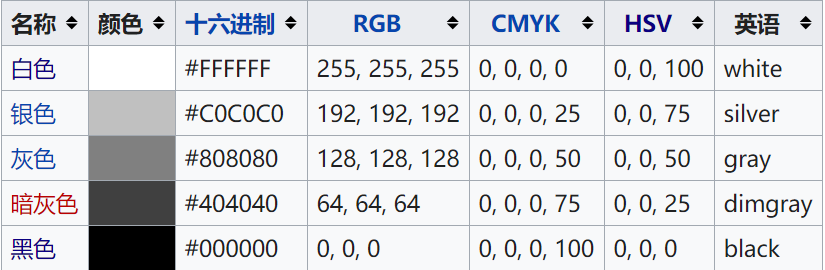 名称 颜色 十六进制 RGB CMYK HSV 英语
白色 #FFFFFF 255, 255, 255 0, 0, 0, 0 0, 0, 100 white
银色 #C0C0C0 192, 192, 192 0, 0, 0, 25 0, 0, 75 silver
灰色 #808080 128, 128, 128 0, 0, 0, 50 0, 0, 50 gray
暗灰色 #404040 64, 64, 64 0, 0, 0, 75 0, 0, 25 dimgray
黑色 #000000 0, 0, 0 0, 0, 0, 100 0, 0, 0 black